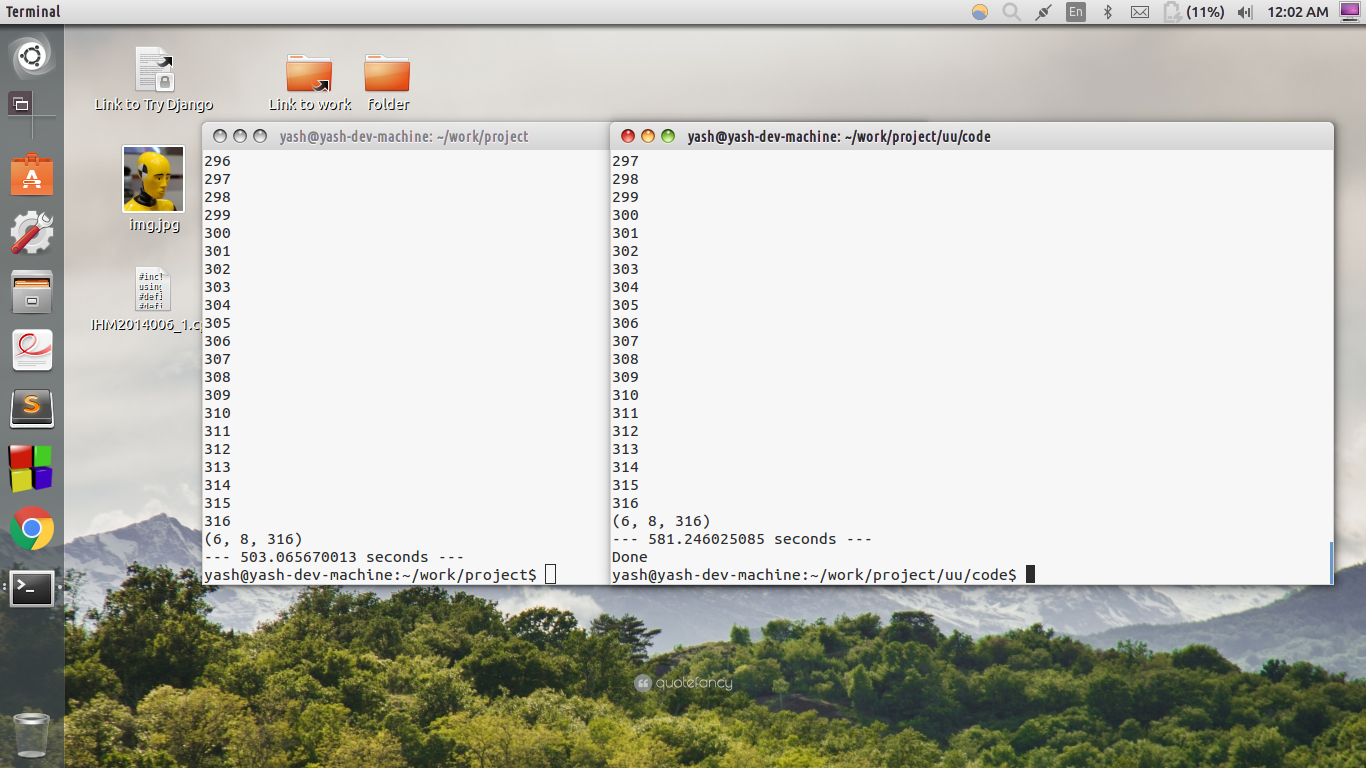 Terminal
En
(11%)
12:02 AM
Link to Try Django
Link to work
folder
img.jpg
#incl
using
#defi
#defi
IHM2014006_1.c
yash@yash-dev-machine: ~/work/project
296
297
298
299
300
301
302
303
304
305
306
307
308
309
310
311
312
313
314
315
316
(6, 8, 316)
--- 503.065670013 seconds ---
yash@yash-dev-machine:~/work/project$
yash@yash-dev-machine: ~/work/project/uu/code
297
298
299
300
301
302
303
304
305
306
307
308
309
310
311
312
313
314
315
316
(6, 8, 316)
--- 581.246025085 seconds ---
Done
yash@yash-dev-machine:~/work/project/uu/code$
quotefancy